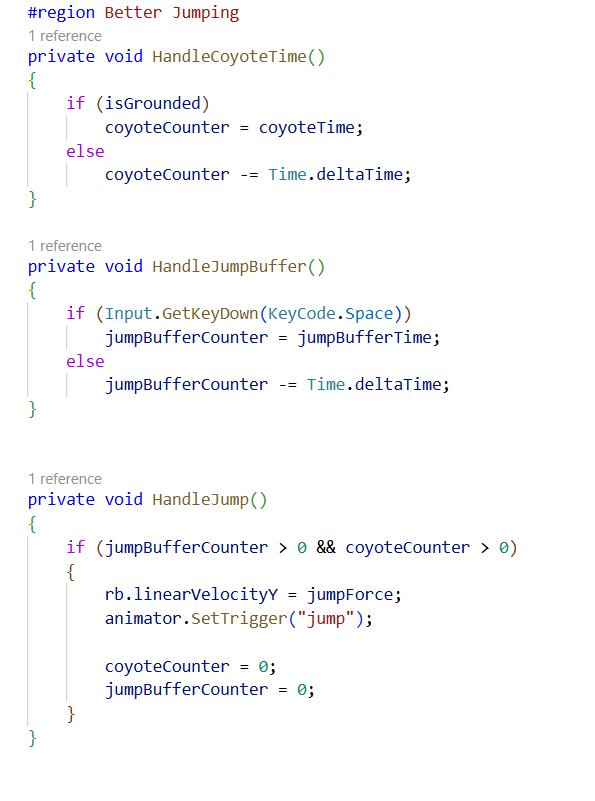 #region Better Jumping
1 reference
private void HandleCoyoteTime()
{
if (isGrounded)
coyoteCounter = coyoteTime;
else
coyoteCounter -= Time.deltaTime;
}
1 reference
private void HandleJumpBuffer()
{
if (Input.GetKeyDown(KeyCode.Space))
jumpBufferCounter = jumpBufferTime;
else
jumpBufferCounter -= Time.deltaTime;
}
1 reference
private void HandleJump()
{
if (jumpBufferCounter > 0 && coyoteCounter > 0)
{
rb.linearVelocityY = jumpForce;
animator.SetTrigger("jump");
coyoteCounter = 0;
jumpBufferCounter = 0;
}
}